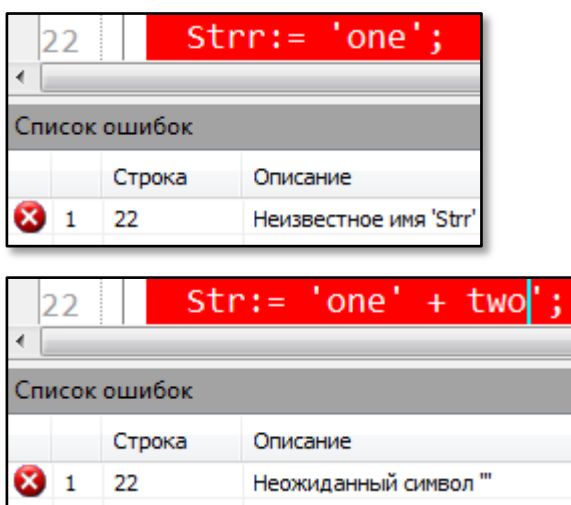 22 Strr:= 'one';
Список ошибок
Строка Описание
1 22 Неизвестное имя 'Strr'
22 Str:= 'one' + two';
Список ошибок
Строка Описание
1 22 Неожиданный символ '''